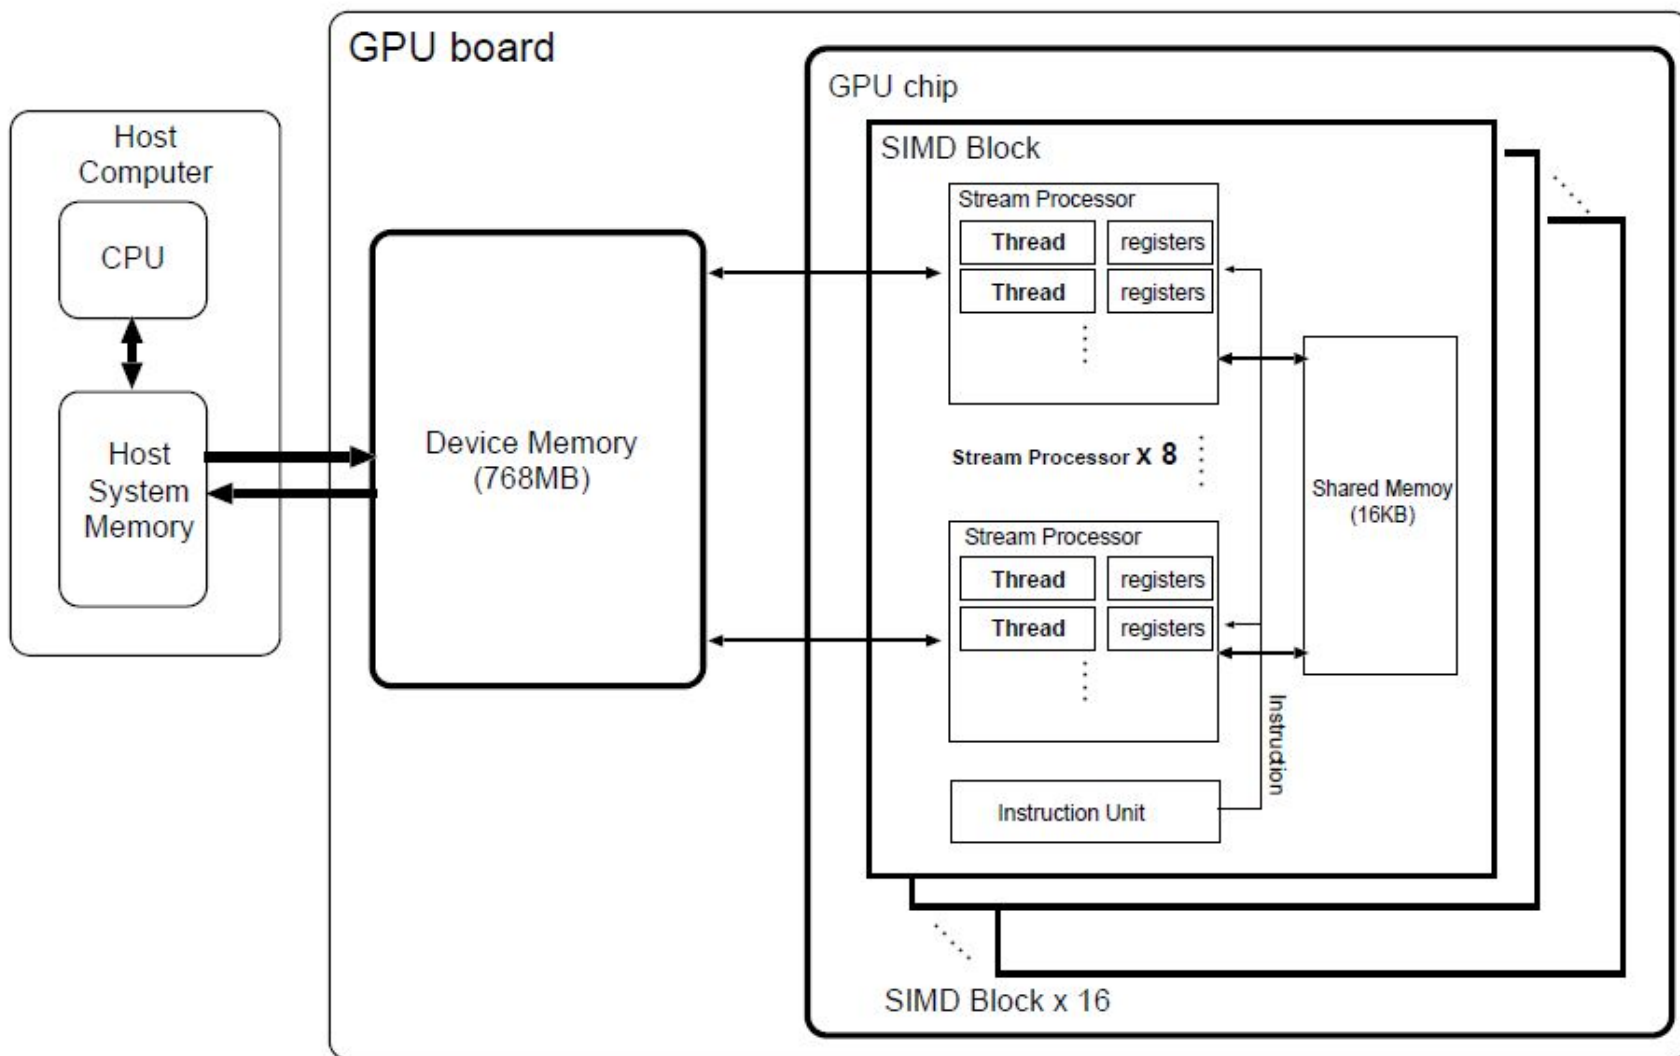 GPU board
GPU chip
Host
Computer
CPU
Host
System
Memory
Device Memory
(768MB)
SIMD Block
Stream Processor
Thread registers
Thread registers
Stream Processor x 8
Stream Processor
Thread registers
Thread registers
Shared Memoy
(16KB)
Instruction
Instruction Unit
SIMD Block x 16